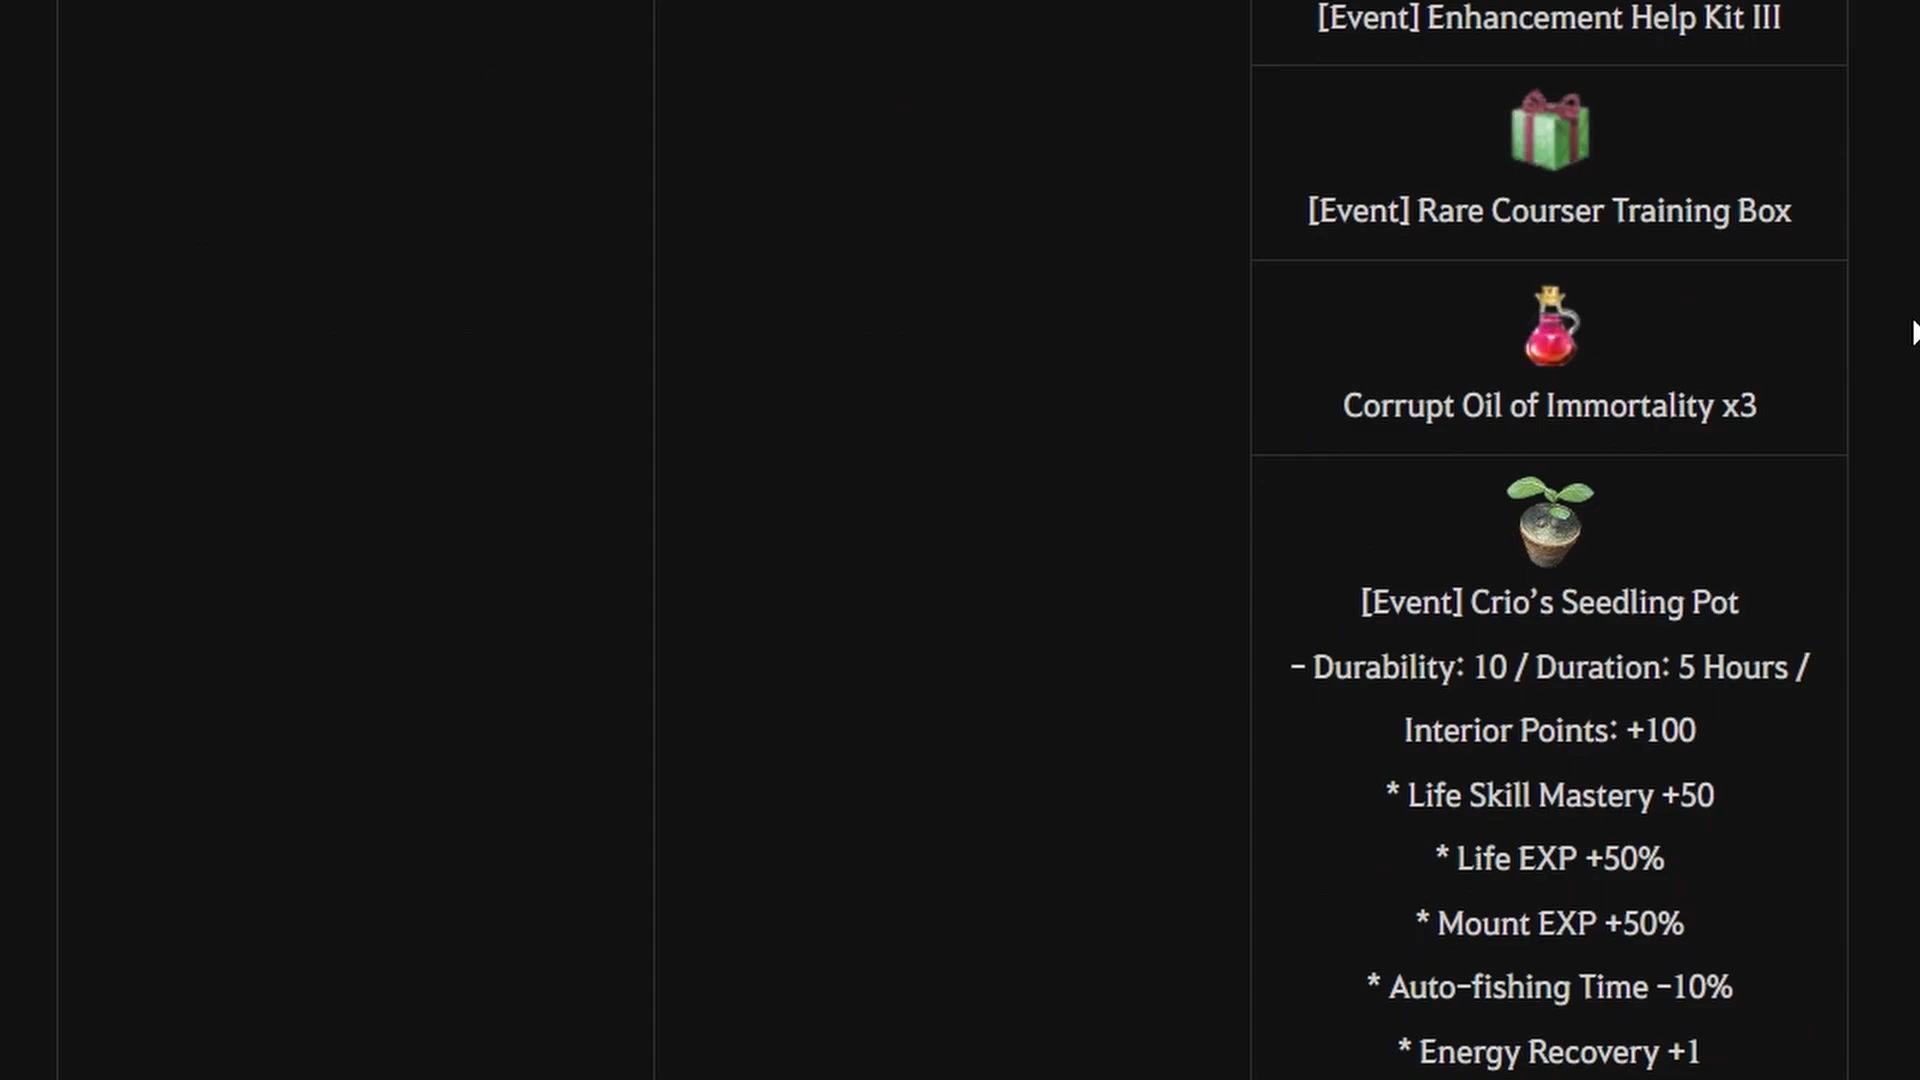 [Event] Enhancement Help Kit III
[Event] Rare Courser Training Box
Corrupt Oil of Immortality x3
[Event] Crio’s Seedling Pot
- Durability: 10 / Duration: 5 Hours /
Interior Points: +100
* Life Skill Mastery +50
* Life EXP +50%
* Mount EXP +50%
* Auto-fishing Time -10%
* Energy Recovery +1